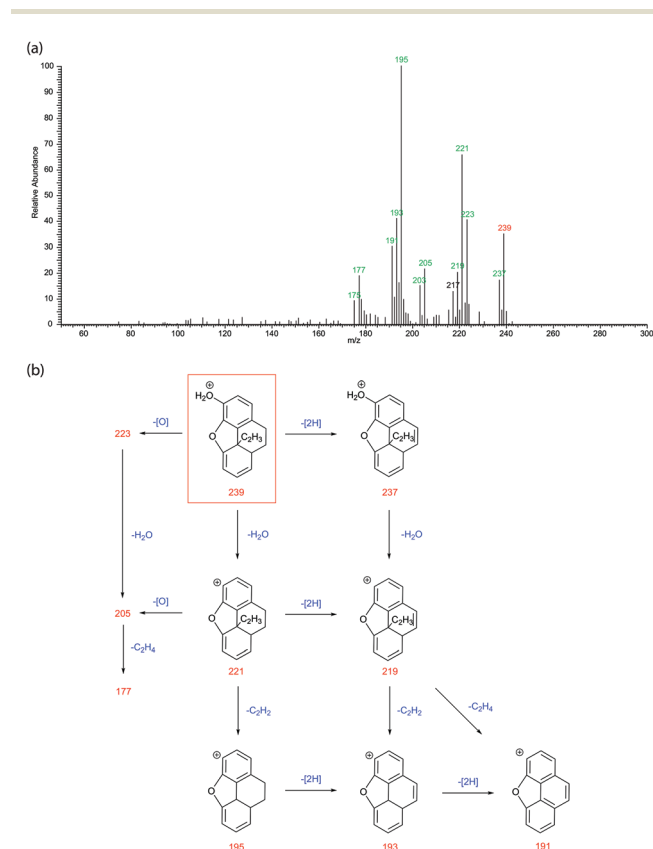 (a)
100
90
80
70
60
50
40
30
20
10
0
Relative Abundance
195
221
193
223
239
191
205
219
177
237
203
217
175
60 80 100 120 140 160 180 200 220 240 260 280 300
m/z
(b)
⊕ ⊕
H₂O H₂O
223 -[O] -[2H]
O C₂H₃ O C₂H₃
239 237
-H₂O -H₂O -H₂O
⊕ ⊕
205 -[O] -[2H]
O C₂H₃ O C₂H₃
-C₂H₄
221 219
177
-C₂H₂ -C₂H₂ -C₂H₄
⊕ ⊕ ⊕
-[2H] -[2H]
O O O
195 193 191